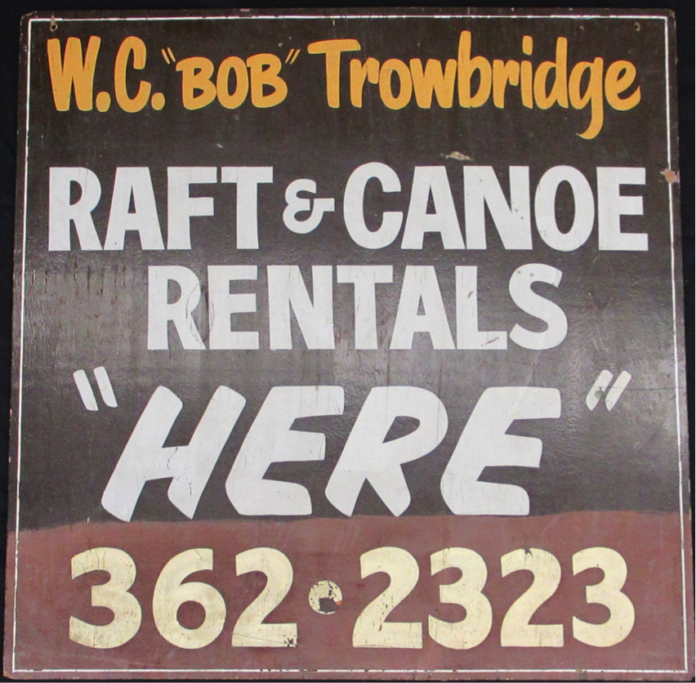 W.C. "BOB" Trowbridge
RAFT & CANOE
RENTALS
"HERE"
362•2323